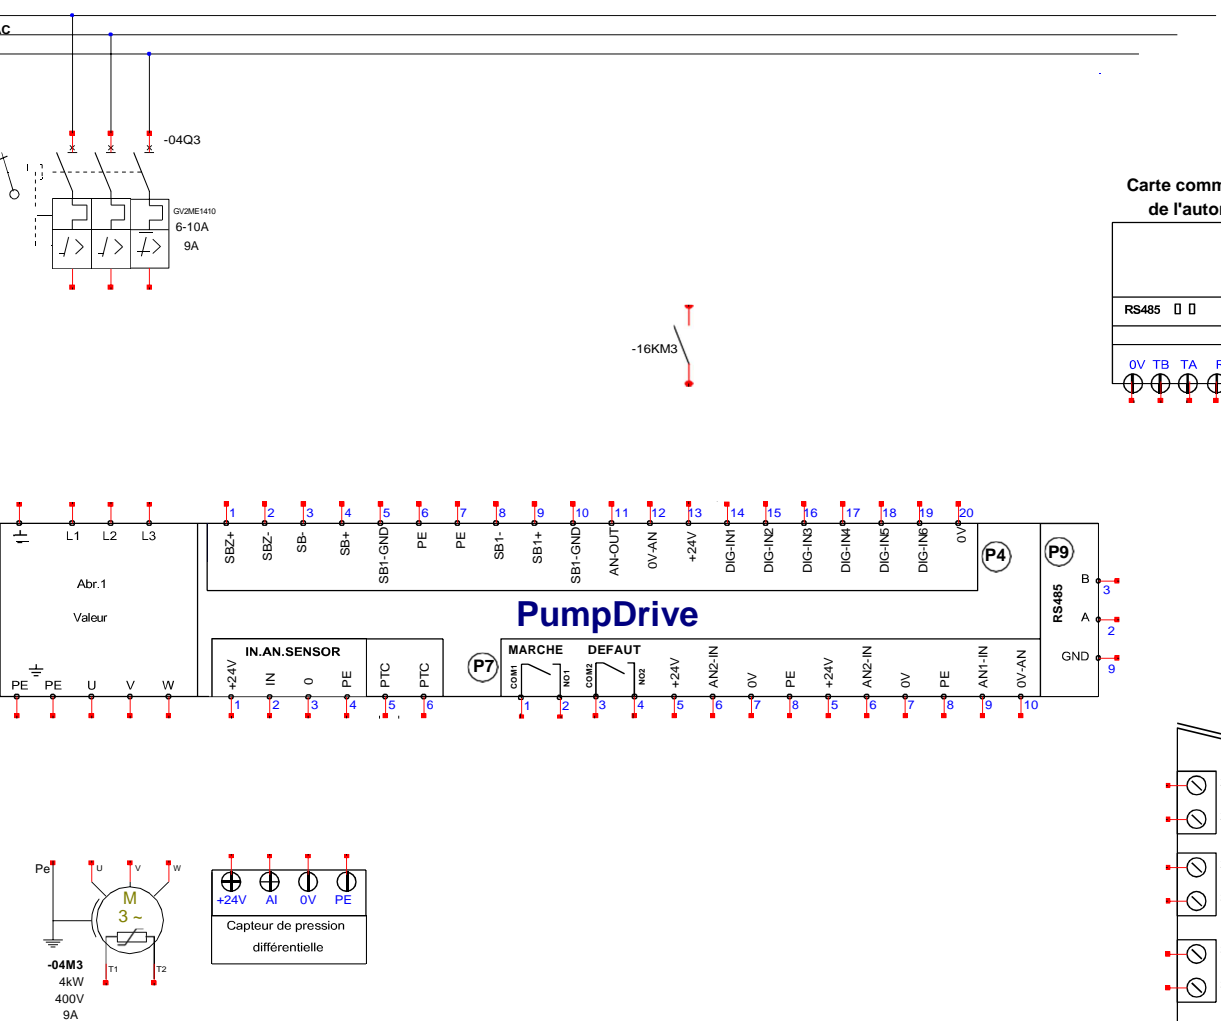 AC
-04Q3
GV2ME1410
6-10A
9A
Carte comm
de l'autor
RS485
0V TB TA R
-16KM3
1 2 3 4 5 6 7 8 9 10 11 12 13 14 15 16 17 18 19 20
L1 L2 L3
SBZ+ SBZ- SB- SB+ SB1-GND PE PE SB1- SB1+ SB1-GND AN-OUT 0V-AN +24V DIG-IN1 DIG-IN2 DIG-IN3 DIG-IN4 DIG-IN5 DIG-IN6 0V
P4
P9
Abr.1
Valeur
PumpDrive
RS485
B 3
A 2
GND 9
IN.AN.SENSOR
P7
MARCHE DEFAUT
PE PE U V W
+24V IN 0 PE PTC PTC
COM1 NO1 COM2 NO2 +24V AN2-IN 0V PE +24V AN2-IN 0V PE AN1-IN 0V-AN
1 2 3 4 5 6
1 2 3 4 5 6 7 8 5 6 7 8 9 10
Pe U V W
M
3 ~
T1 T2
-04M3
4kW
400V
9A
+24V AI 0V PE
Capteur de pression
différentielle